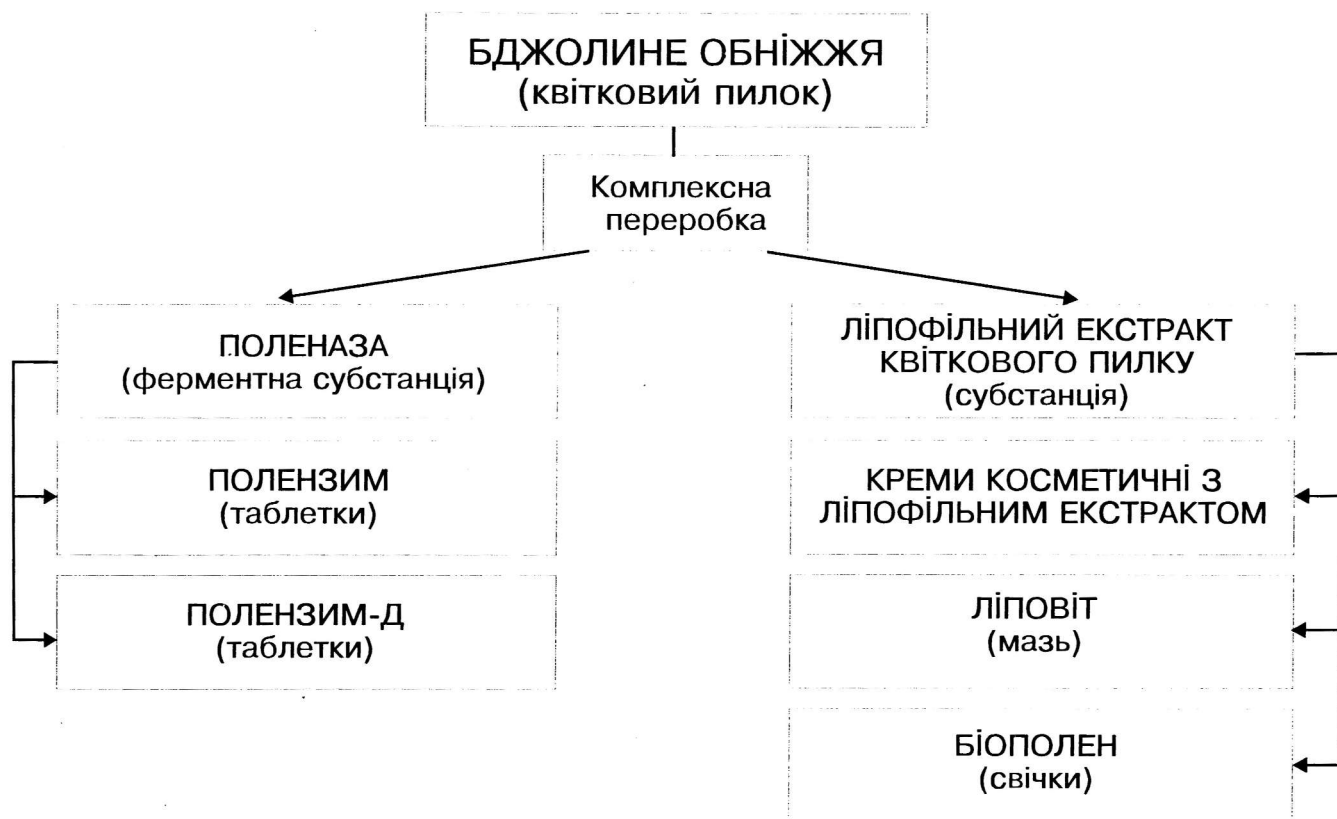 БДЖОЛИНЕ ОБНІЖЖЯ
(квітковий пилок)
Комплексна
переробка
ПОЛЕНАЗА
(ферментна субстанція)
ПОЛЕНЗИМ
(таблетки)
ПОЛЕНЗИМ-Д
(таблетки)
ЛІПОФІЛЬНИЙ ЕКСТРАКТ
КВІТКОВОГО ПИЛКУ
(субстанція)
КРЕМИ КОСМЕТИЧНІ З
ЛІПОФІЛЬНИМ ЕКСТРАКТОМ
ЛІПОВІТ
(мазь)
БІОПОЛЕН
(свічки)